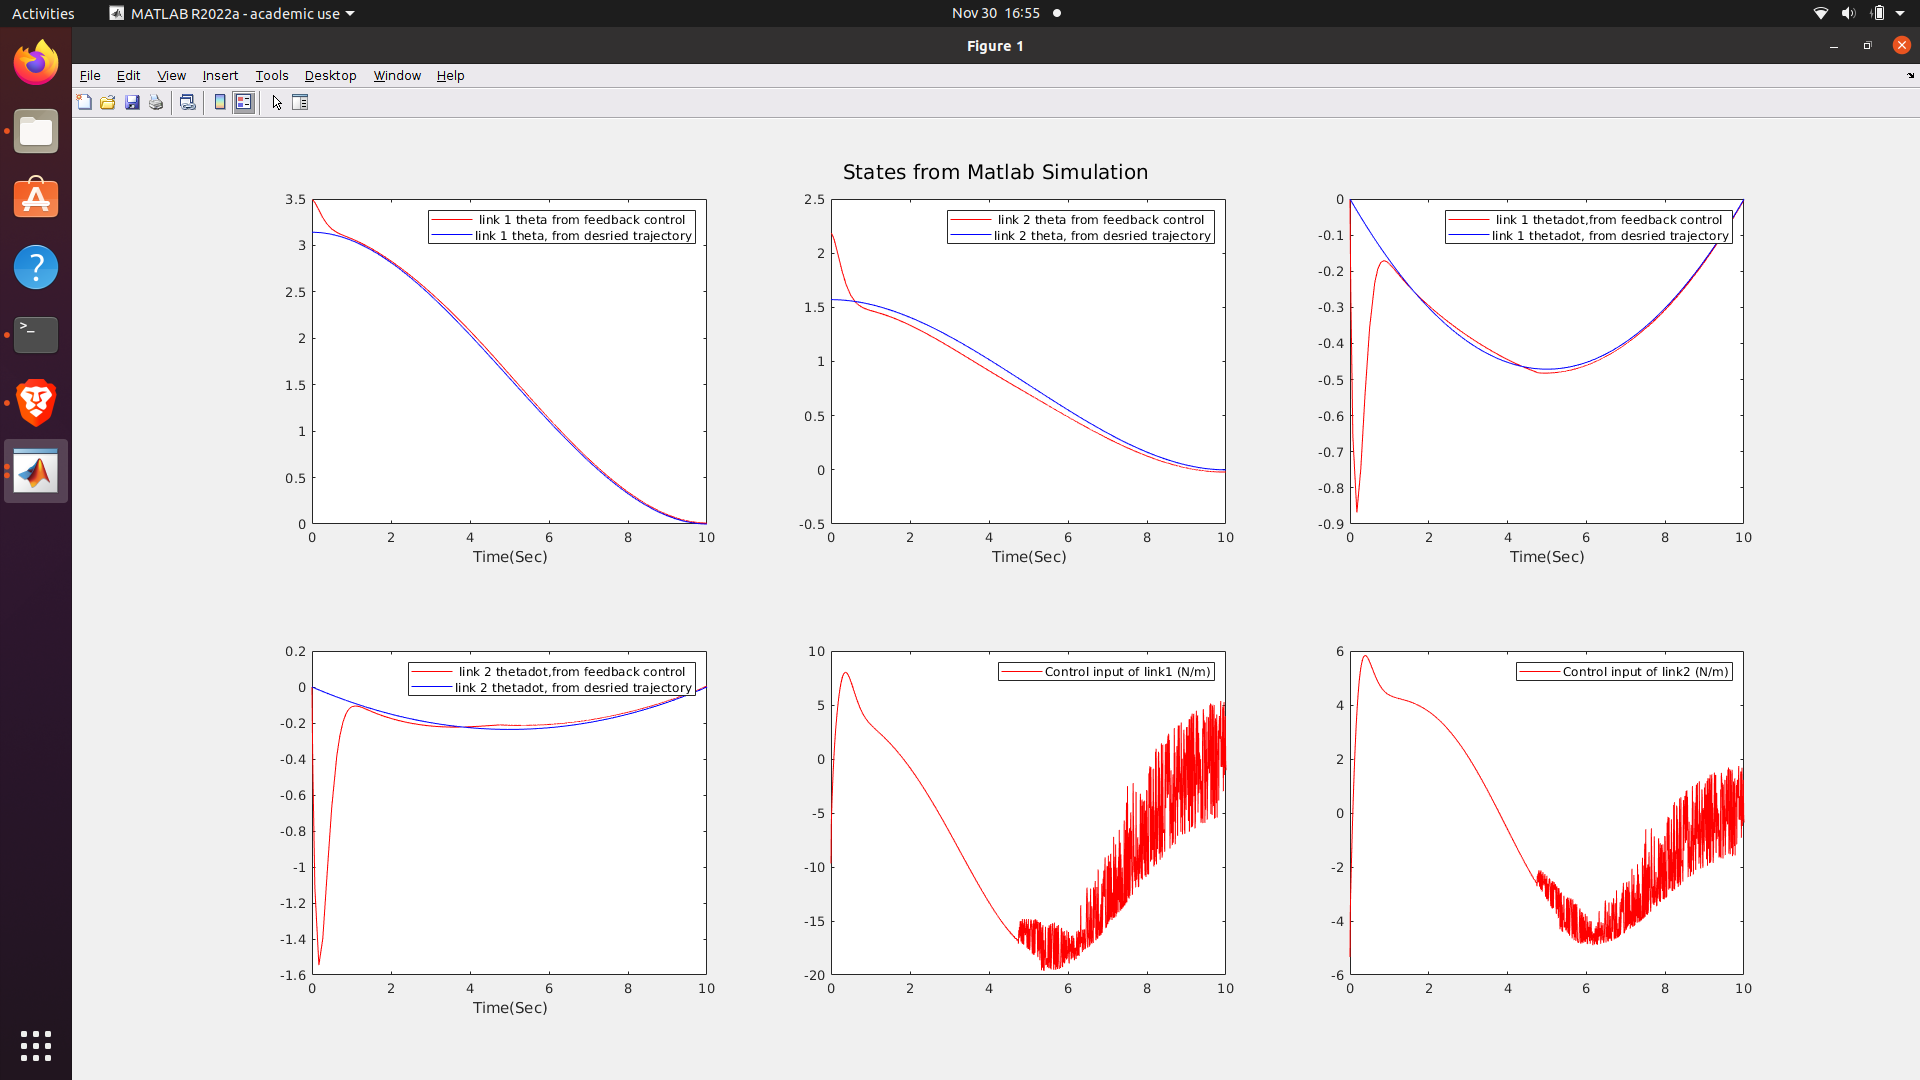 Activities
MATLAB R2022a - academic use
Nov 30 16:55
Figure 1
File Edit View Insert Tools Desktop Window Help
States from Matlab Simulation
3.5
3
2.5
2
1.5
1
0.5
0
link 1 theta from feedback control
link 1 theta, from desried trajectory
0 2 4 6 8 10
Time(Sec)
2.5
2
1.5
1
0.5
0
-0.5
link 2 theta from feedback control
link 2 theta, from desried trajectory
0 2 4 6 8 10
Time(Sec)
0
-0.1
-0.2
-0.3
-0.4
-0.5
-0.6
-0.7
-0.8
-0.9
link 1 thetadot,from feedback control
link 1 thetadot, from desried trajectory
0 2 4 6 8 10
Time(Sec)
0.2
0
-0.2
-0.4
-0.6
-0.8
-1
-1.2
-1.4
-1.6
link 2 thetadot,from feedback control
link 2 thetadot, from desried trajectory
0 2 4 6 8 10
Time(Sec)
10
5
0
-5
-10
-15
-20
Control input of link1 (N/m)
0 2 4 6 8 10
6
4
2
0
-2
-4
-6
Control input of link2 (N/m)
0 2 4 6 8 10